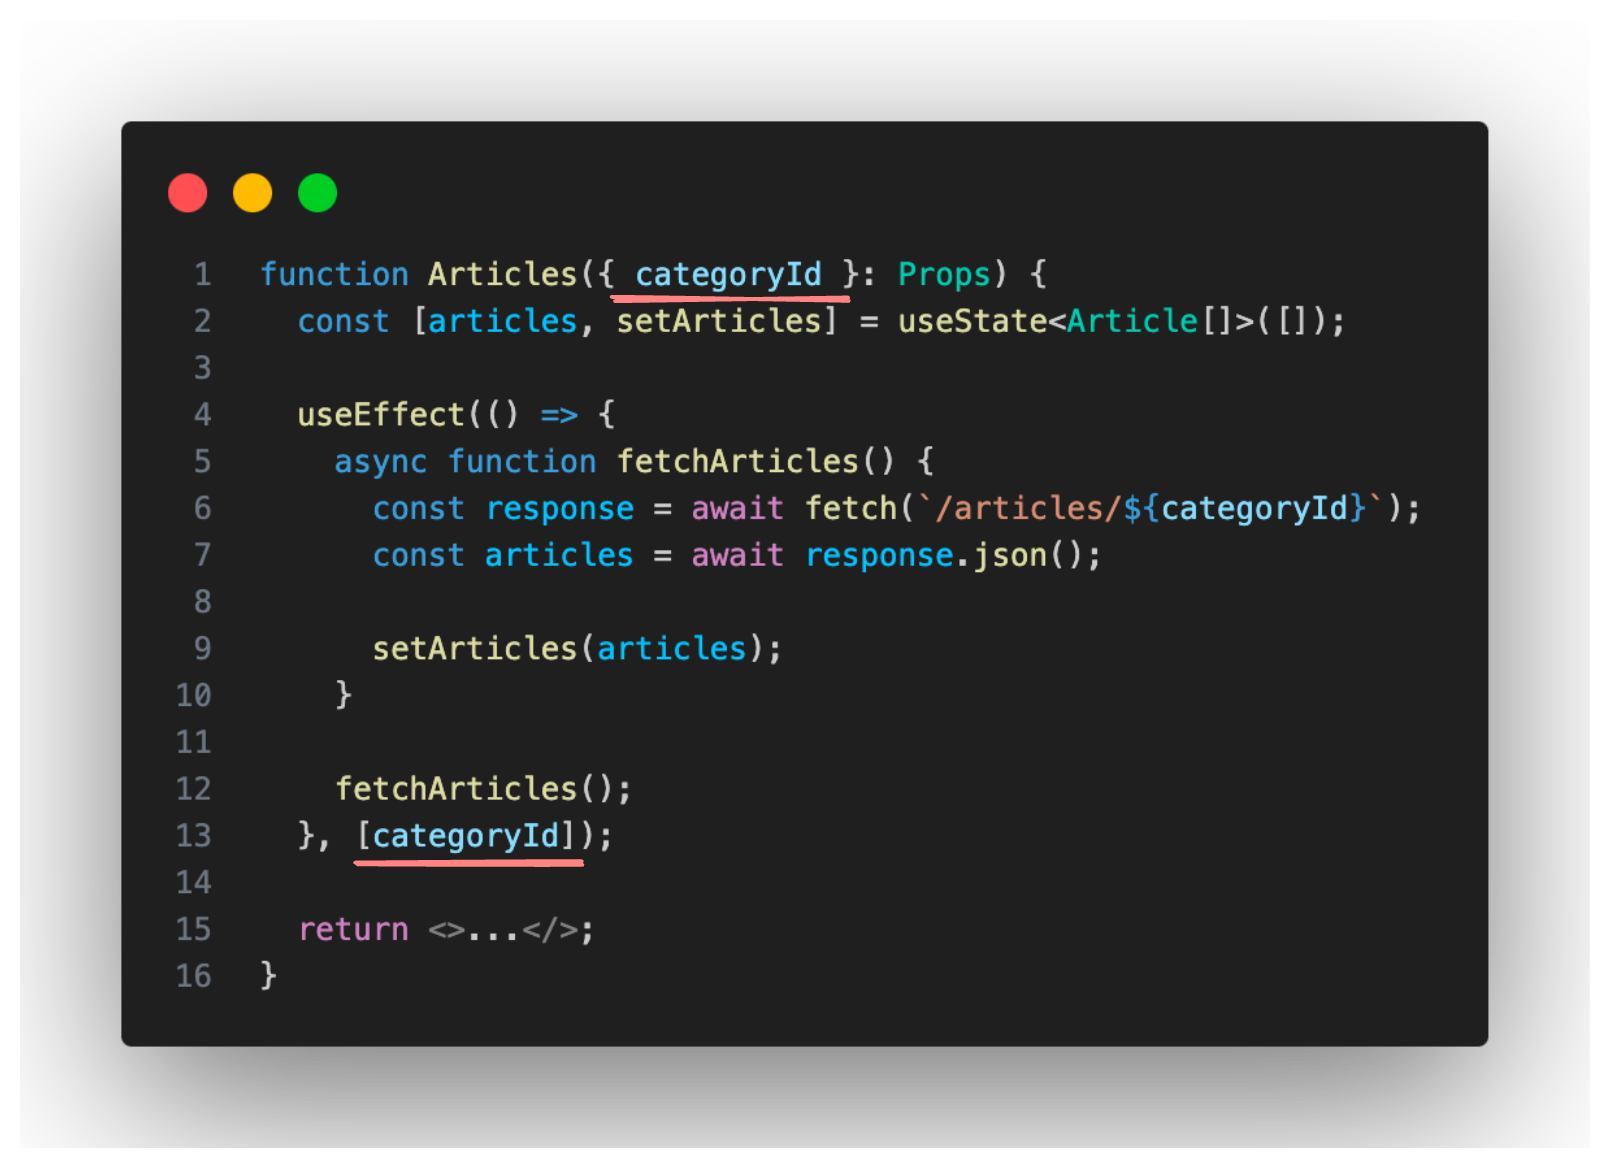 1 function Articles({ categoryId }: Props) {
2 const [articles, setArticles] = useState<Article[]>([]);
3
4 useEffect(() => {
5 async function fetchArticles() {
6 const response = await fetch(`/articles/${categoryId}`);
7 const articles = await response.json();
8
9 setArticles(articles);
10 }
11
12 fetchArticles();
13 }, [categoryId]);
14
15 return <>...</>;
16 }